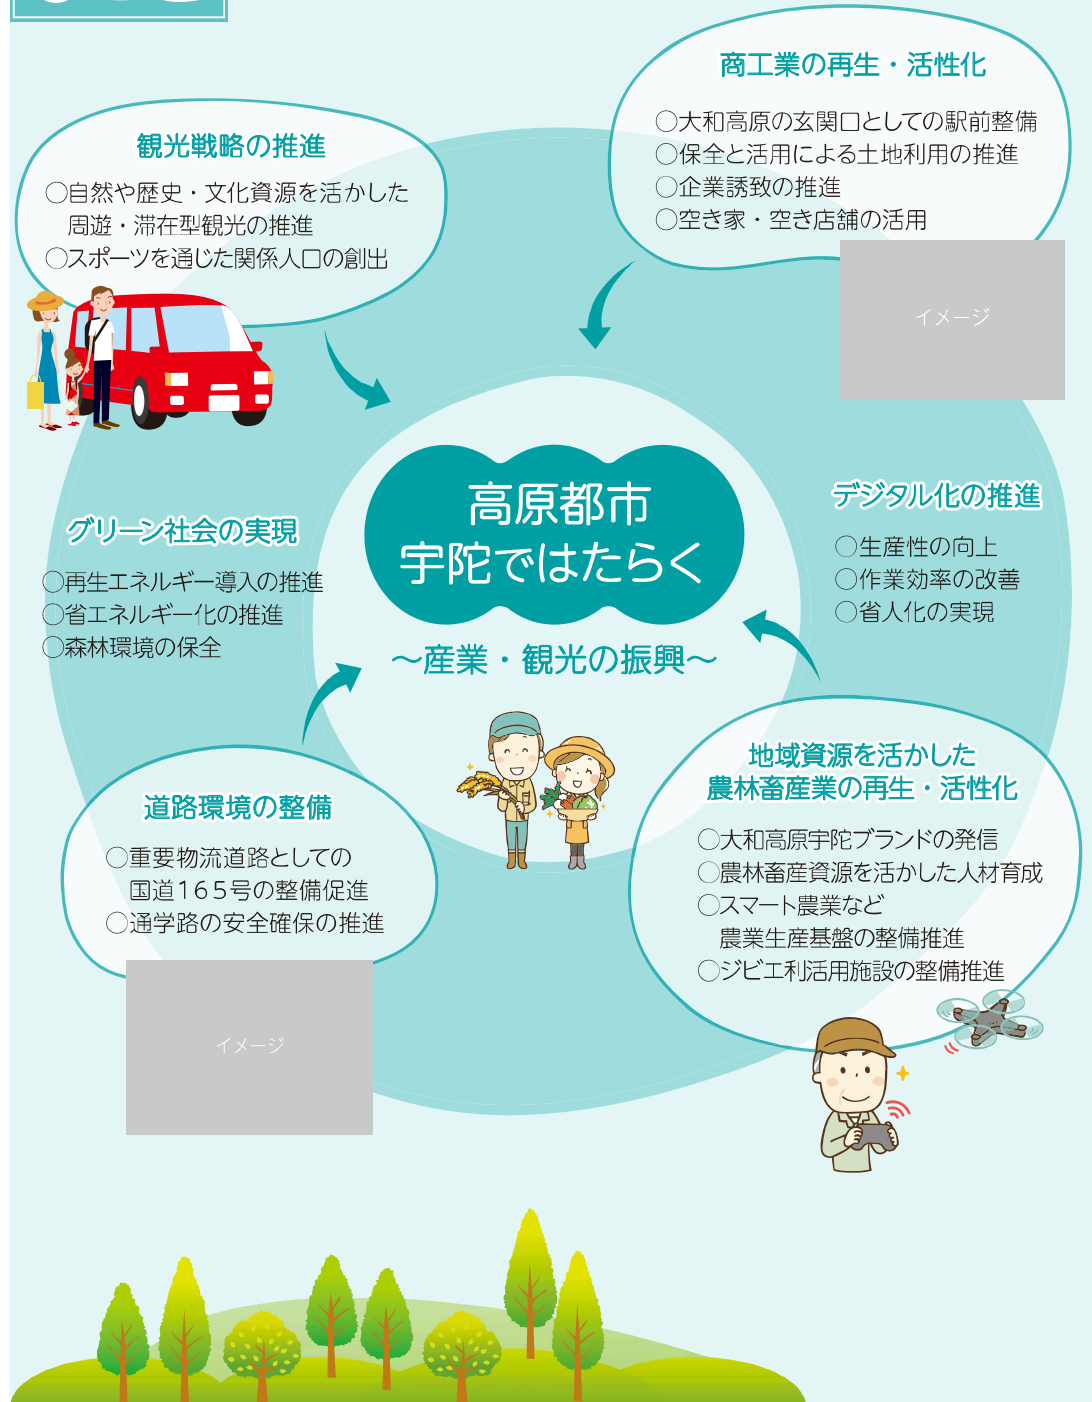 商工業の再生・活性化
○大和高原の玄関口としての駅前整備
○保全と活用による土地利用の推進
○企業誘致の推進
○空き家・空き店舗の活用
イメージ
観光戦略の推進
○自然や歴史・文化資源を活かした
周遊・滞在型観光の推進
○スポーツを通じた関係人口の創出
高原都市
宇陀ではたらく
～産業・観光の振興～
グリーン社会の実現
○再生エネルギー導入の推進
○省エネルギー化の推進
○森林環境の保全
デジタル化の推進
○生産性の向上
○作業効率の改善
○省人化の実現
道路環境の整備
○重要物流道路としての
国道165号の整備促進
○通学路の安全確保の推進
イメージ
地域資源を活かした
農林畜産業の再生・活性化
○大和高原宇陀ブランドの発信
○農林畜産資源を活かした人材育成
○スマート農業など
農業生産基盤の整備推進
○ジビエ利活用施設の整備推進